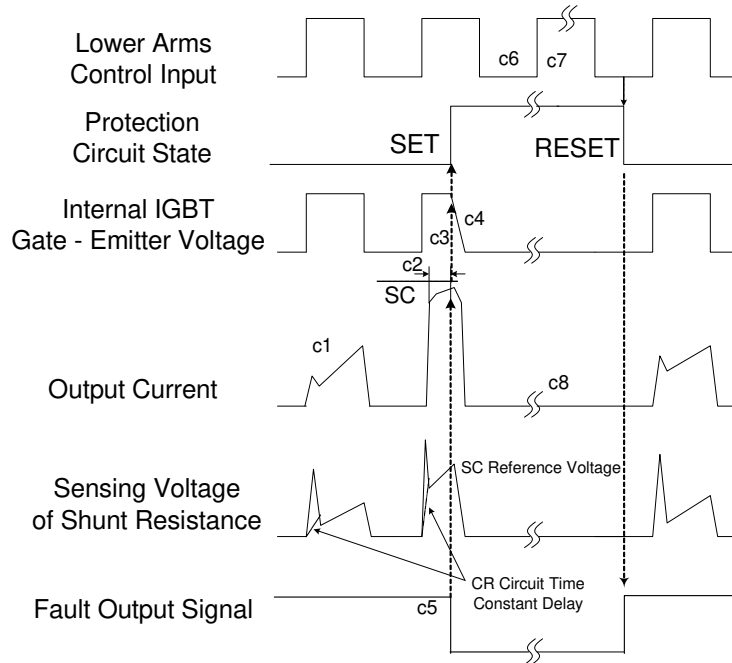 Lower Arms
Control Input
c6
c7
Protection
Circuit State
SET
RESET
Internal IGBT
Gate - Emitter Voltage
c3
c4
c2
SC
c1
Output Current
c8
SC Reference Voltage
Sensing Voltage
of Shunt Resistance
CR Circuit Time
Constant Delay
Fault Output Signal
c5